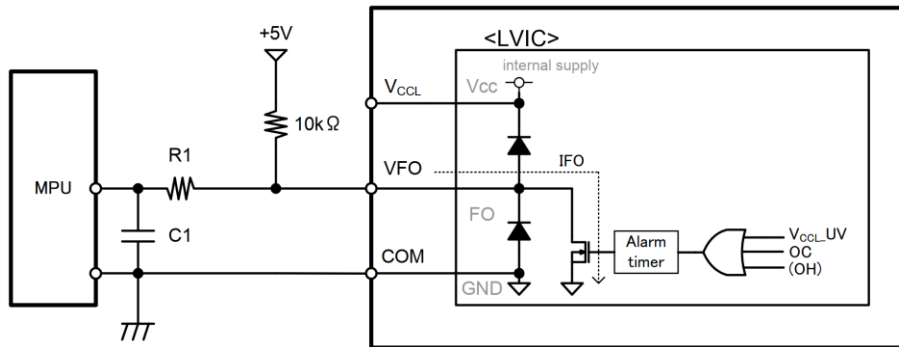 <LVIC>
+5V
internal supply
VCCL
Vcc
10kΩ
R1
VFO
IFO
MPU
FO
Alarm
timer
VCCL_UV
OC
(OH)
C1
COM
GND